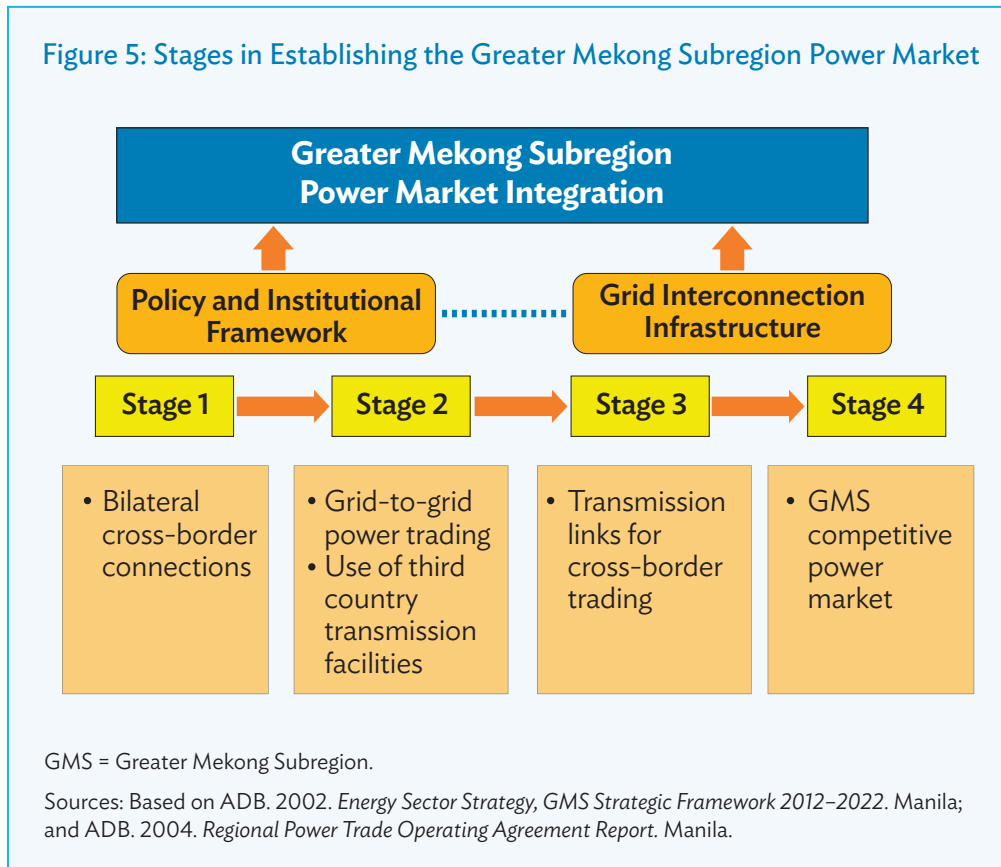 Figure 5: Stages in Establishing the Greater Mekong Subregion Power Market
Greater Mekong Subregion
Power Market Integration
Policy and Institutional
Framework
Grid Interconnection
Infrastructure
Stage 1
Stage 2
Stage 3
Stage 4
• Bilateral
cross-border
connections
• Grid-to-grid
power trading
• Use of third
country
transmission
facilities
• Transmission
links for
cross-border
trading
• GMS
competitive
power
market
GMS = Greater Mekong Subregion.
Sources: Based on ADB. 2002. Energy Sector Strategy, GMS Strategic Framework 2012–2022. Manila;
and ADB. 2004. Regional Power Trade Operating Agreement Report. Manila.